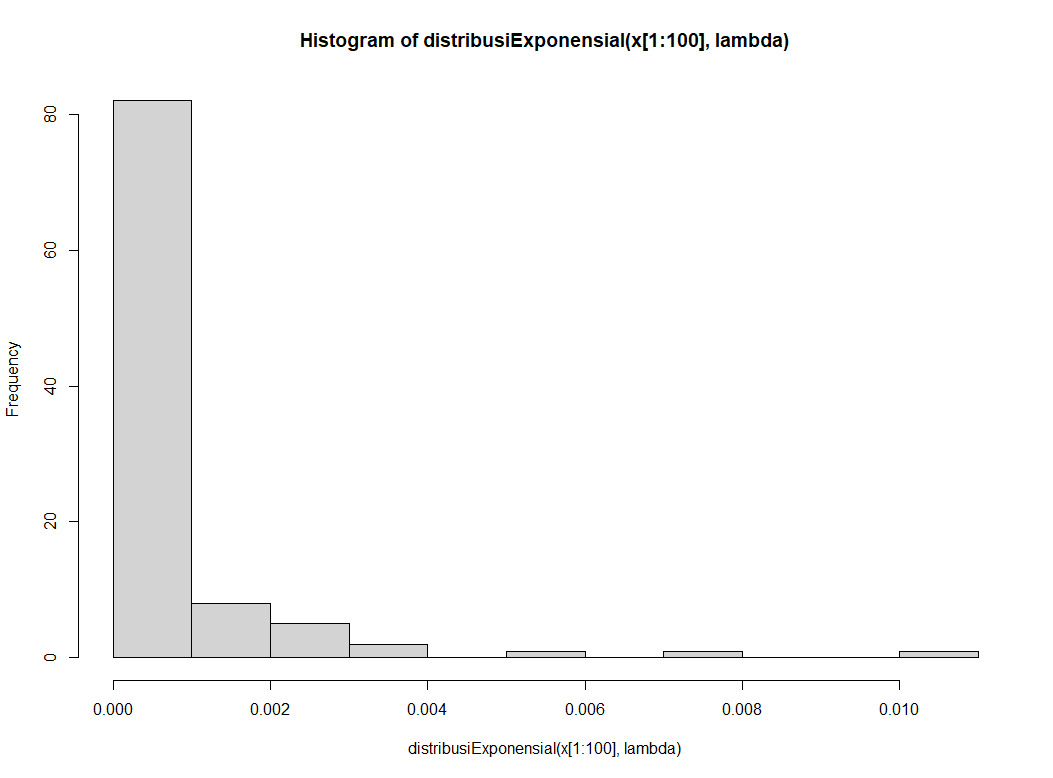 Histogram of distribusiExponensial(x[1:100], lambda)
80
60
40
20
0
Frequency
0.000 0.002 0.004 0.006 0.008 0.010
distribusiExponensial(x[1:100], lambda)